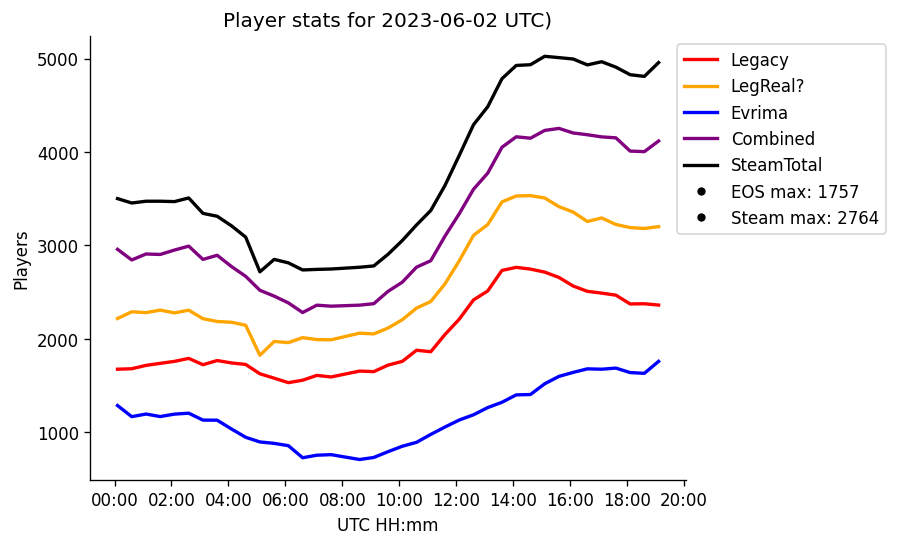 Player stats for 2023-06-02 UTC)
5000
4000
3000
2000
1000
Players
00:00 02:00 04:00 06:00 08:00 10:00 12:00 14:00 16:00 18:00 20:00
UTC HH:mm
Legacy
LegReal?
Evrima
Combined
SteamTotal
EOS max: 1757
Steam max: 2764